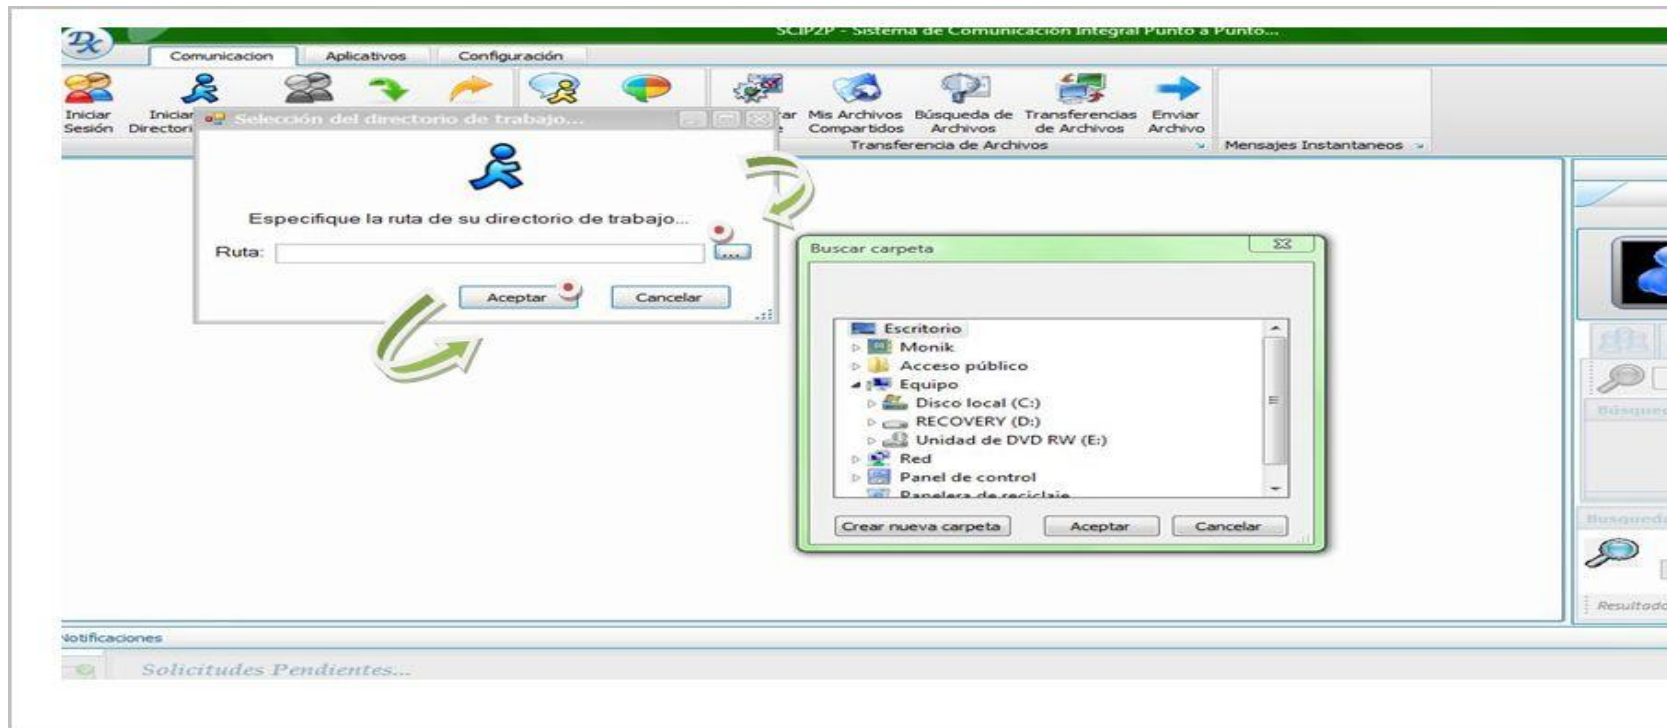 SCIP2P - Sistema de Comunicación Integral Punto a Punto...
Comunicacion Aplicativos Configuración
Iniciar Sesión
Iniciar
Mis Archivos Compartidos
Búsqueda de Archivos
Transferencias de Archivos
Enviar Archivo
Transferencia de Archivos
Mensajes Instantaneos
Selección del directorio de trabajo...
Especifique la ruta de su directorio de trabajo...
Ruta:
...
Aceptar Cancelar
Buscar carpeta
Escritorio
Monik
Acceso público
Equipo
Disco local (C:)
RECOVERY (D:)
Unidad de DVD RW (E:)
Red
Panel de control
Crear nueva carpeta Aceptar Cancelar
Notificaciones
Solicitudes Pendientes...